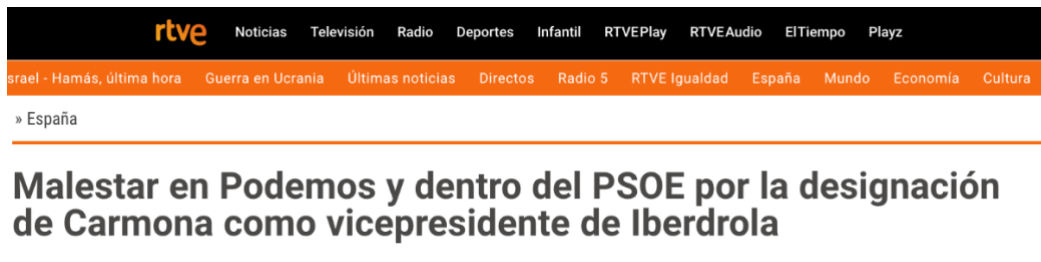 rtve Noticias Televisión Radio Deportes Infantil RTVEPlay RTVEAudio ElTiempo Playz
srael - Hamás, última hora Guerra en Ucrania Últimas noticias Directos Radio 5 RTVE Igualdad España Mundo Economía Cultura
» España
Malestar en Podemos y dentro del PSOE por la designación
de Carmona como vicepresidente de Iberdrola